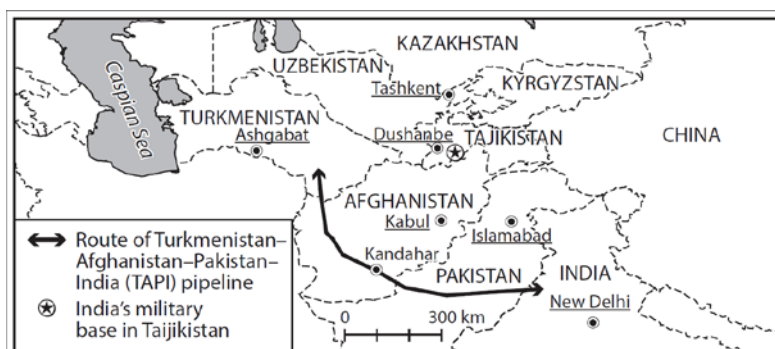 KAZAKHSTAN
UZBEKISTAN
Caspian Sea
Tashkent
KYRGYZSTAN
TURKMENISTAN
Ashgabat
Dushanbe
TAJIKISTAN
CHINA
AFGHANISTAN
Kabul
Islamabad
Kandahar
PAKISTAN
INDIA
New Delhi
Route of Turkmenistan–
Afghanistan–Pakistan–
India (TAPI) pipeline
India's military
base in Taijikistan
0 300 km